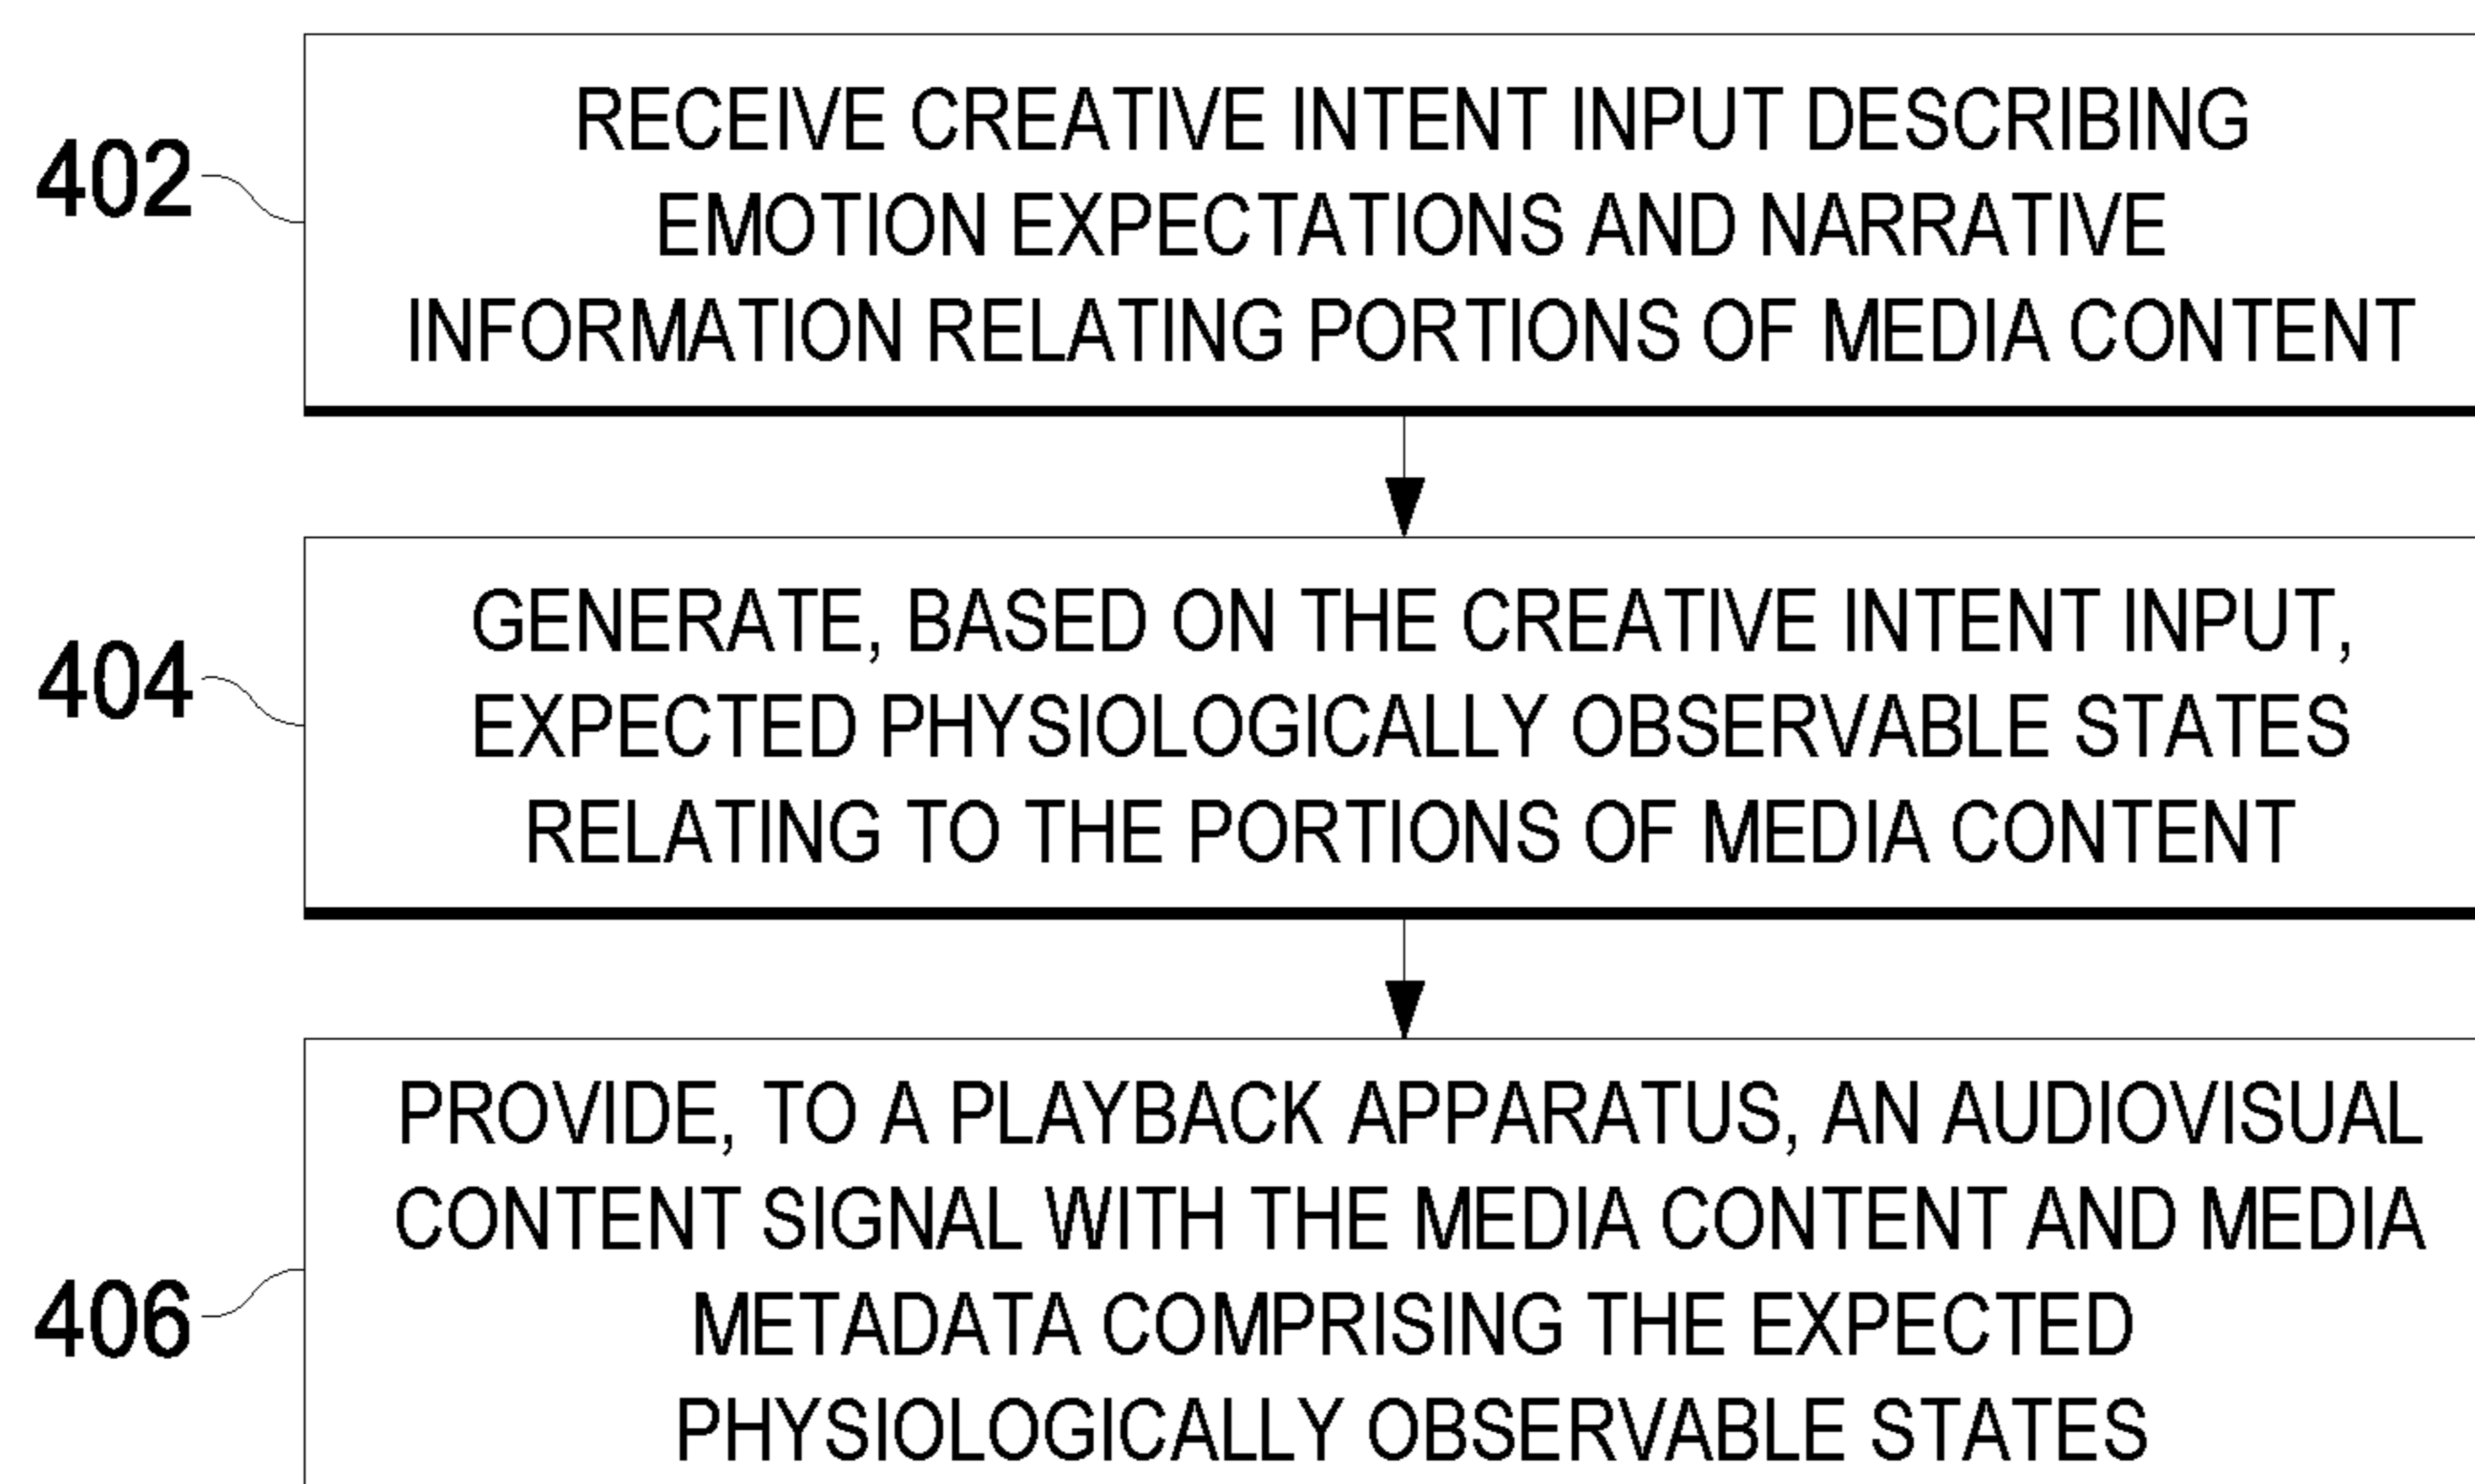 402
RECEIVE CREATIVE INTENT INPUT DESCRIBING
EMOTION EXPECTATIONS AND NARRATIVE
INFORMATION RELATING PORTIONS OF MEDIA CONTENT
404
GENERATE, BASED ON THE CREATIVE INTENT INPUT,
EXPECTED PHYSIOLOGICALLY OBSERVABLE STATES
RELATING TO THE PORTIONS OF MEDIA CONTENT
406
PROVIDE, TO A PLAYBACK APPARATUS, AN AUDIOVISUAL
CONTENT SIGNAL WITH THE MEDIA CONTENT AND MEDIA
METADATA COMPRISING THE EXPECTED
PHYSIOLOGICALLY OBSERVABLE STATES